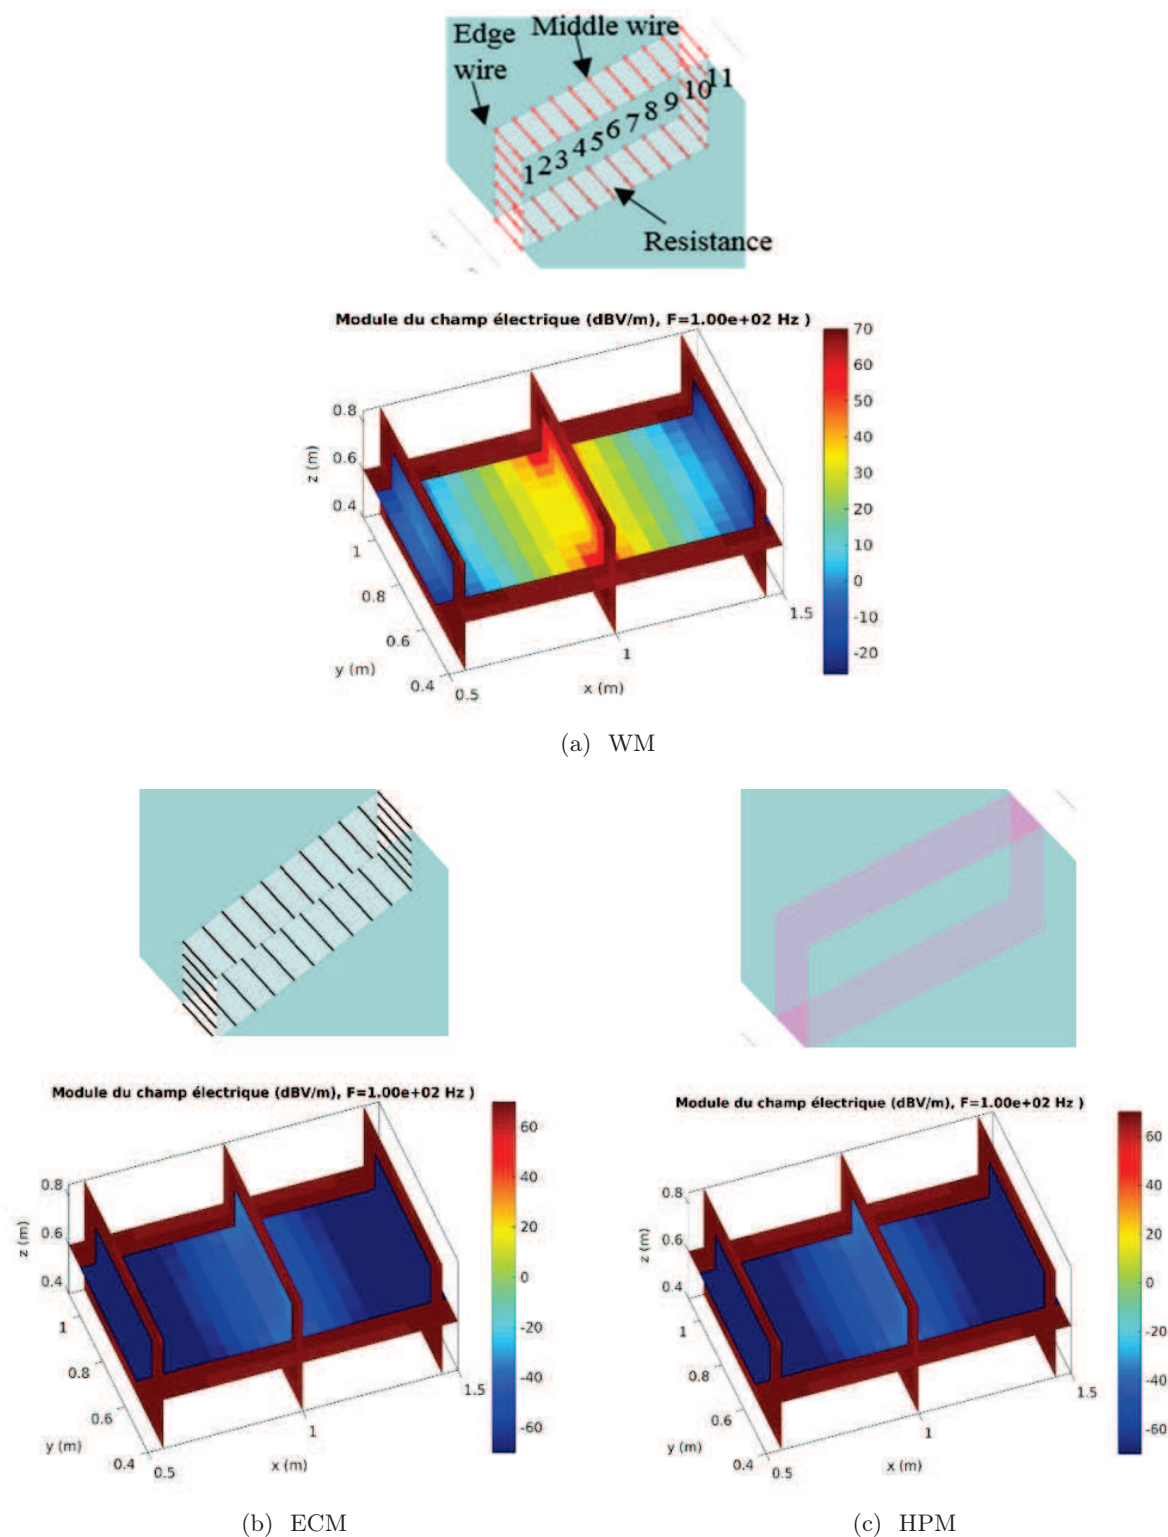 Edge wire
Middle wire
1 2 3 4 5 6 7 8 9 10 11
Resistance
Module du champ électrique (dBV/m), F=1.00e+02 Hz )
70
60
50
40
30
20
10
0
-10
-20
0.8
0.6
0.4
z (m)
1
0.8
0.6
0.4
y (m)
0.5
1
1.5
x (m)
(a) WM
Module du champ électrique (dBV/m), F=1.00e+02 Hz )
60
40
20
0
-20
-40
-60
0.8
0.6
0.4
z (m)
1
0.8
0.6
0.4
y (m)
0.5
1
1.5
x (m)
(b) ECM
Module du champ électrique (dBV/m), F=1.00e+02 Hz )
60
40
20
0
-20
-40
-60
0.8
0.6
0.4
z (m)
1
0.8
0.6
0.4
y (m)
0.5
1
1.5
x (m)
(c) HPM